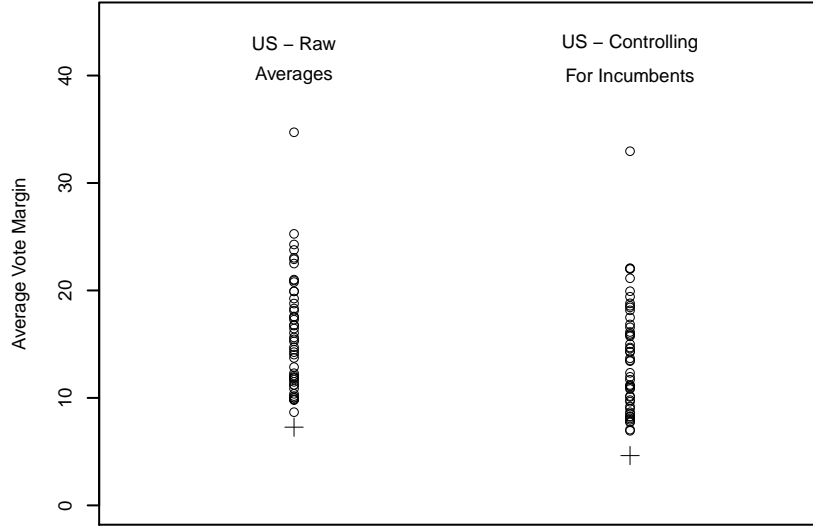 US − Raw
Averages
US − Controlling
For Incumbents
Average Vote Margin
40
30
20
10
0